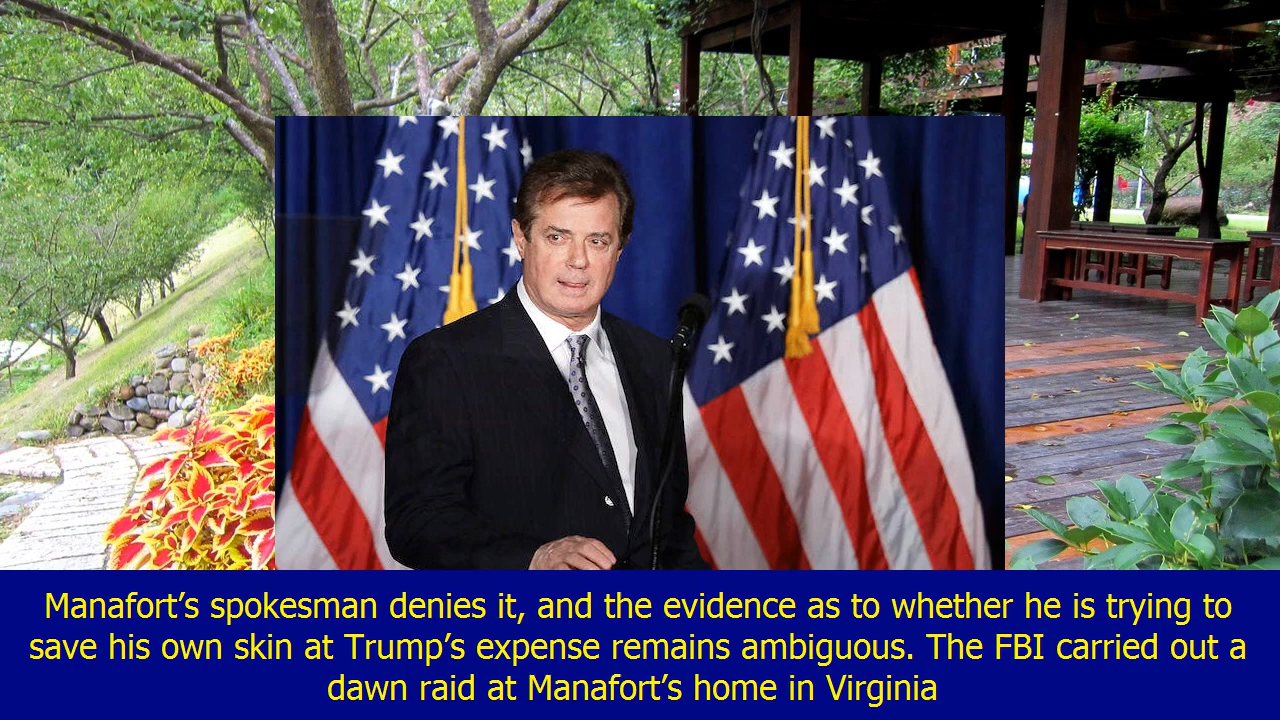 Manafort’s spokesman denies it, and the evidence as to whether he is trying to
save his own skin at Trump’s expense remains ambiguous. The FBI carried out a
dawn raid at Manafort’s home in Virginia